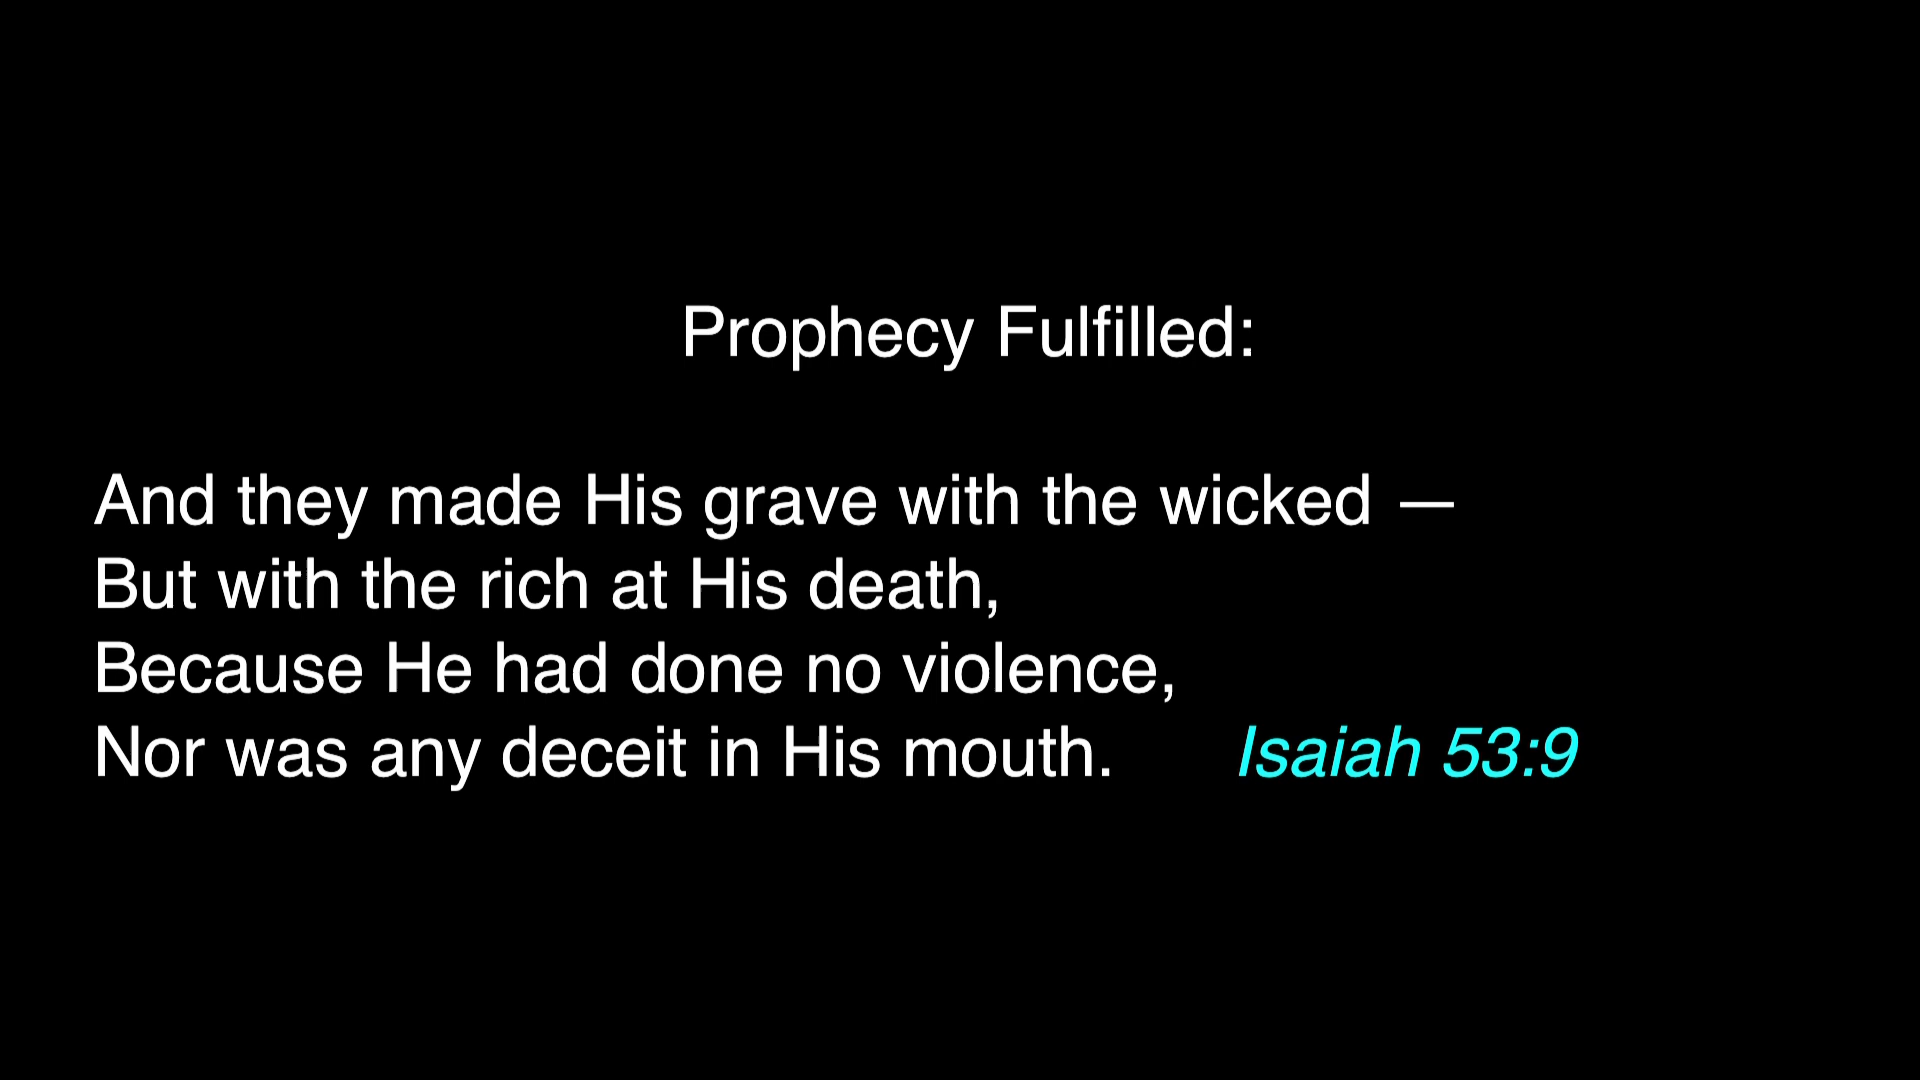 Prophecy Fulfilled:
And they made His grave with the wicked —
But with the rich at His death,
Because He had done no violence,
Nor was any deceit in His mouth. Isaiah 53:9